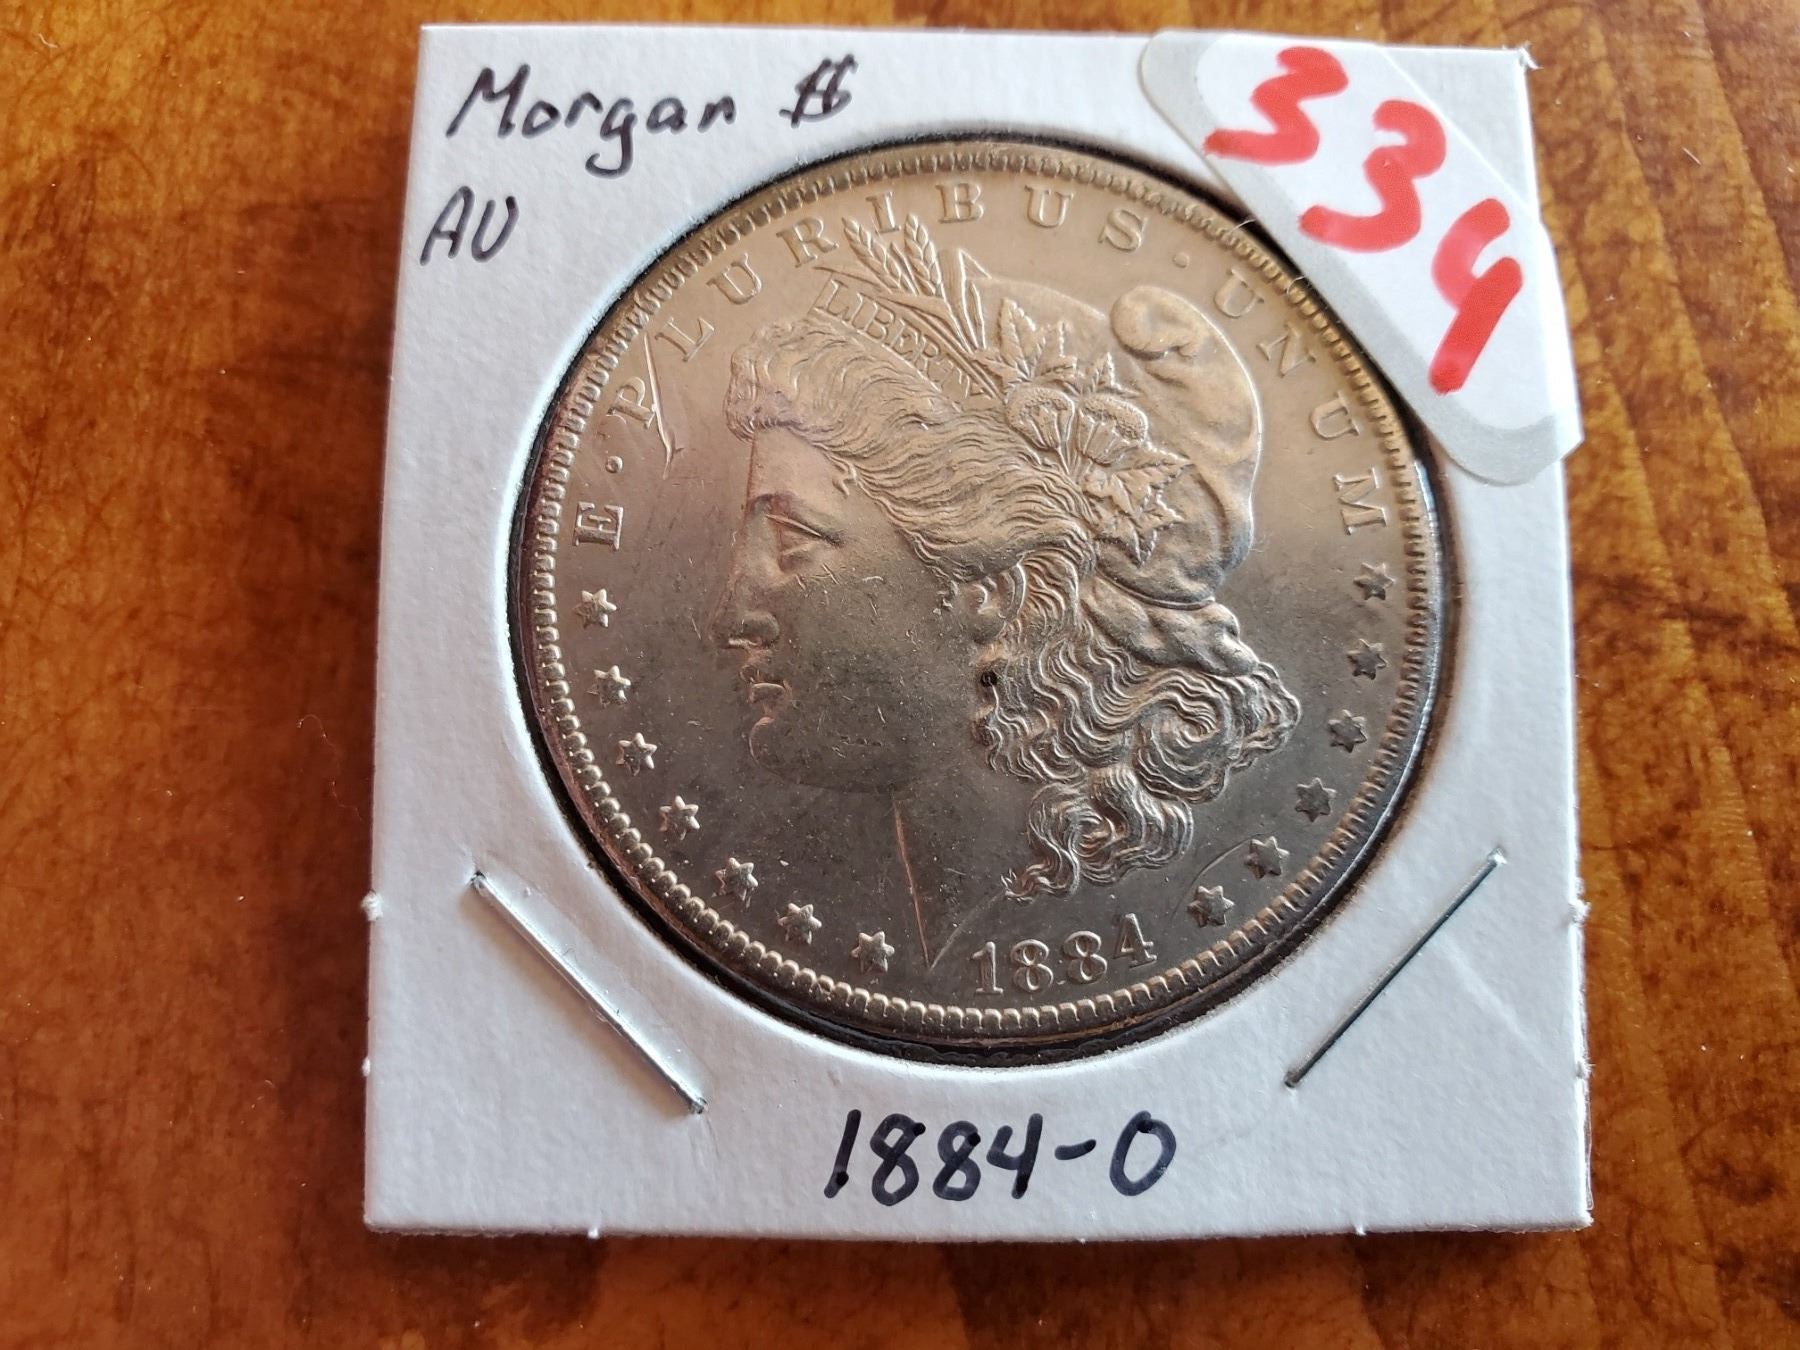 Morgan $
AU
334
E · PLURIBUS · UNUM
LIBERTY
1884
1884-O